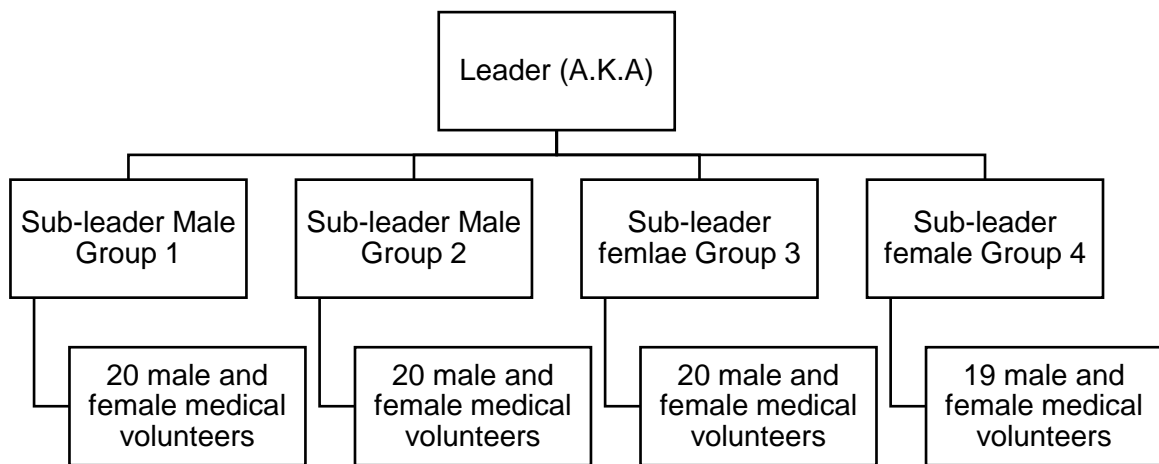 Leader (A.K.A)
Sub-leader Male
Group 1
Sub-leader Male
Group 2
Sub-leader
femlae Group 3
Sub-leader
female Group 4
20 male and
female medical
volunteers
20 male and
female medical
volunteers
20 male and
female medical
volunteers
19 male and
female medical
volunteers